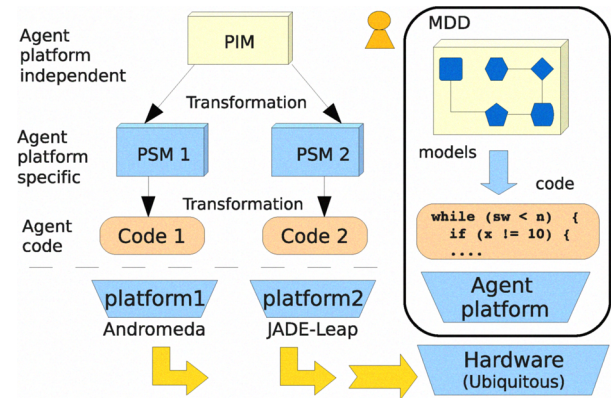 Agent
platform
independent
PIM
Transformation
Agent
platform
specific
PSM 1
PSM 2
Transformation
Agent
code
Code 1
Code 2
platform1
platform2
Andromeda
JADE-Leap
MDD
models
code
while (sw < n)  {
if (x != 10) {
....
Agent
platform
Hardware
(Ubiquitous)